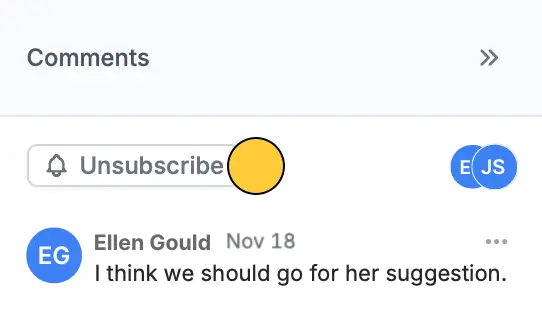 Comments
Unsubscribe
E JS
EG Ellen Gould Nov 18
I think we should go for her suggestion.